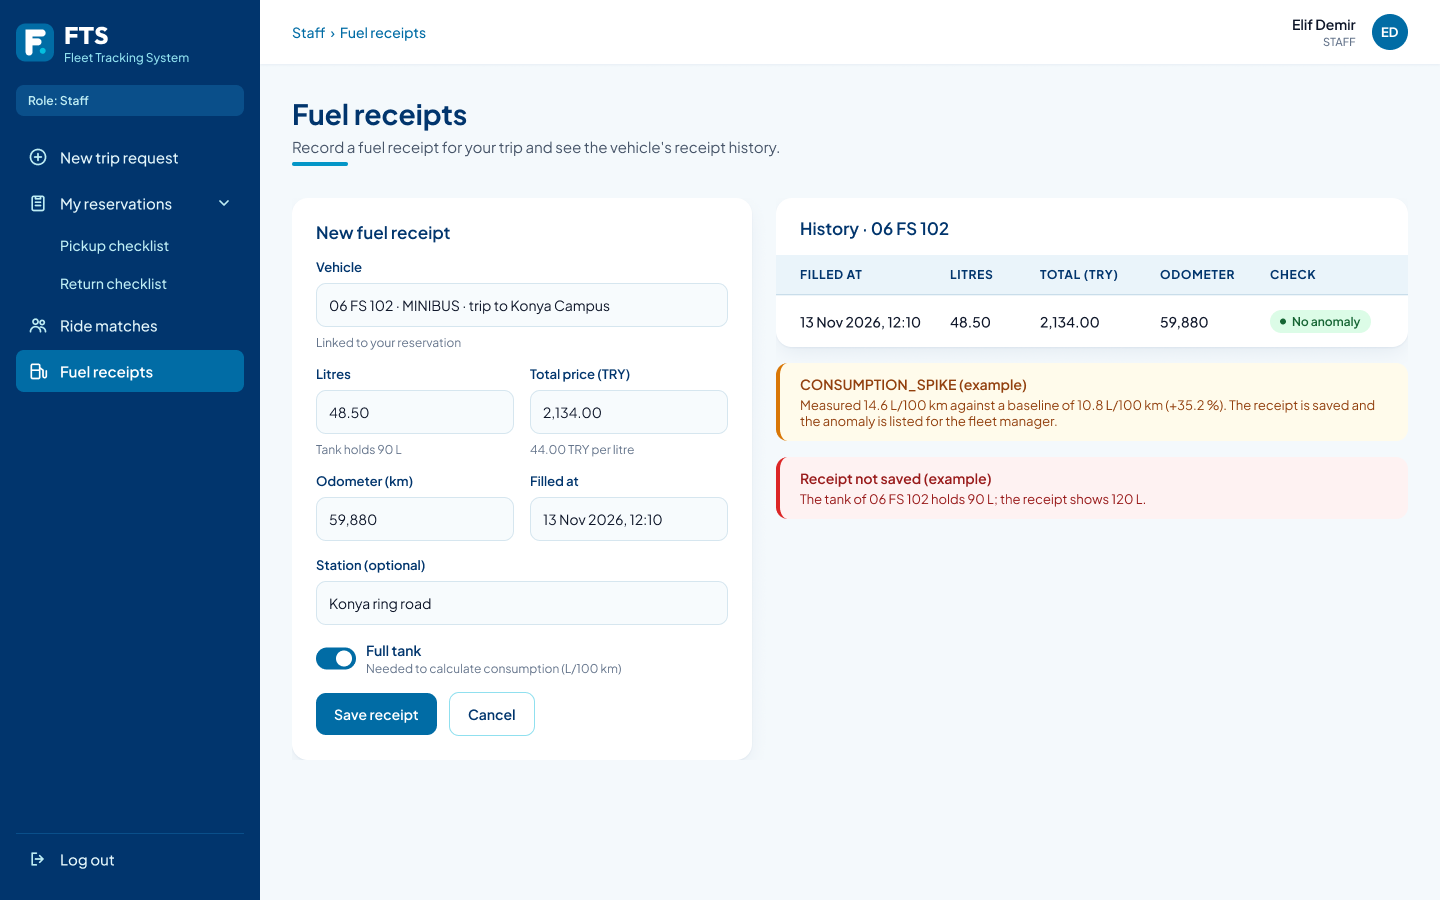 FTS
Fleet Tracking System
Role: Staff
New trip request
My reservations
Pickup checklist
Return checklist
Ride matches
Fuel receipts
Log out
Staff › Fuel receipts
Elif Demir
STAFF
ED
Fuel receipts
Record a fuel receipt for your trip and see the vehicle's receipt history.
New fuel receipt
Vehicle
06 FS 102 · MINIBUS · trip to Konya Campus
Linked to your reservation
Litres
Total price (TRY)
48.50
2,134.00
Tank holds 90 L
44.00 TRY per litre
Odometer (km)
Filled at
59,880
13 Nov 2026, 12:10
Station (optional)
Konya ring road
Full tank
Needed to calculate consumption (L/100 km)
Save receipt
Cancel
History · 06 FS 102
FILLED AT LITRES TOTAL (TRY) ODOMETER CHECK
13 Nov 2026, 12:10 48.50 2,134.00 59,880 No anomaly
CONSUMPTION_SPIKE (example)
Measured 14.6 L/100 km against a baseline of 10.8 L/100 km (+35.2 %). The receipt is saved and
the anomaly is listed for the fleet manager.
Receipt not saved (example)
The tank of 06 FS 102 holds 90 L; the receipt shows 120 L.